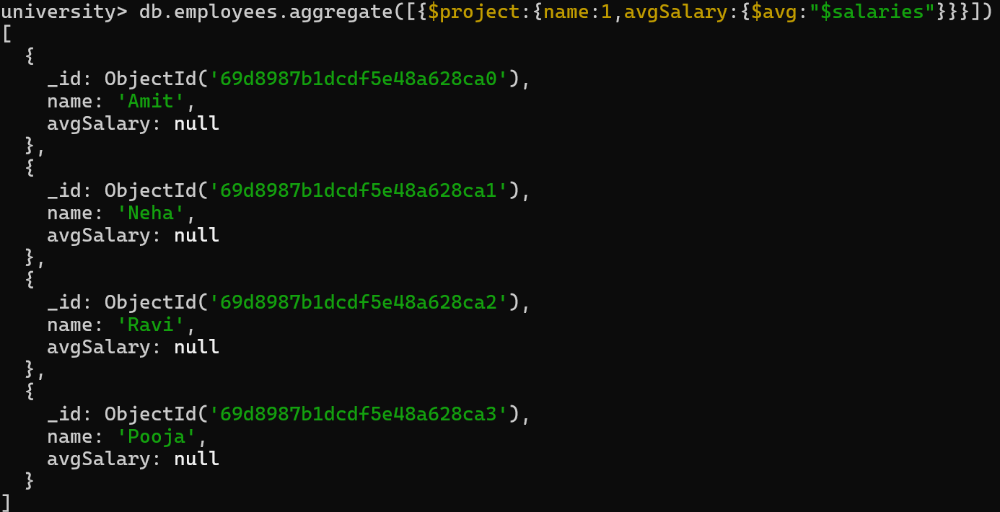 university> db.employees.aggregate([{$project:{name:1,avgSalary:{$avg:"$salaries"}}}])
[
  {
    _id: ObjectId('69d8987b1dcdf5e48a628ca0'),
    name: 'Amit',
    avgSalary: null
  },
  {
    _id: ObjectId('69d8987b1dcdf5e48a628ca1'),
    name: 'Neha',
    avgSalary: null
  },
  {
    _id: ObjectId('69d8987b1dcdf5e48a628ca2'),
    name: 'Ravi',
    avgSalary: null
  },
  {
    _id: ObjectId('69d8987b1dcdf5e48a628ca3'),
    name: 'Pooja',
    avgSalary: null
  }
]